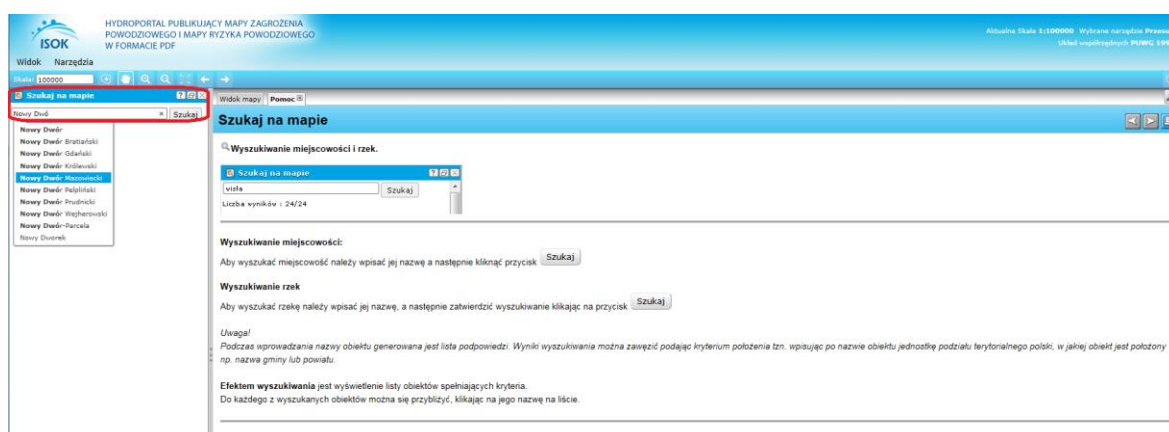 HYDROPORTAL PUBLIKUJĄCY MAPY ZAGROŻENIA
POWODZIOWEGO I MAPY RYZYKA POWODZIOWEGO
W FORMACIE PDF
ISOK
Aktualna Skala 1:100000 Wybrane narzędzie
Układ współrzędnych PUWG
Widok Narzędzia
Skala: 100000
Szukaj na mapie
Nowy Dwó Szukaj
Nowy Dwór
Nowy Dwór Bratiański
Nowy Dwór Gdański
Nowy Dwór Królewski
Nowy Dwór Mazowiecki
Nowy Dwór Pelpliński
Nowy Dwór Prudnicki
Nowy Dwór Wejherowski
Nowy Dwór-Parcela
Nowy Dworek
Widok mapy Pomoc
Szukaj na mapie
Wyszukiwanie miejscowości i rzek.
Szukaj na mapie
visła Szukaj
Liczba wyników : 24/24
Wyszukiwanie miejscowości:
Aby wyszukać miejscowość należy wpisać jej nazwę a następnie kliknąć przycisk Szukaj
Wyszukiwanie rzek
Aby wyszukać rzekę należy wpisać jej nazwę, a następnie zatwierdzić wyszukiwanie klikając na przycisk Szukaj
Uwaga!
Podczas wprowadzania nazwy obiektu generowana jest lista podpowiedzi. Wyniki wyszukiwania można zawęzić podając kryterium położenia tzn. wpisując po nazwie obiektu jednostkę podziału terytorialnego polski, w jakiej obiekt jest położony
np. nazwa gminy lub powiatu.
Efektem wyszukiwania jest wyświetlenie listy obiektów spełniających kryteria.
Do każdego z wyszukanych obiektów można się przybliżyć, klikając na jego nazwę na liście.